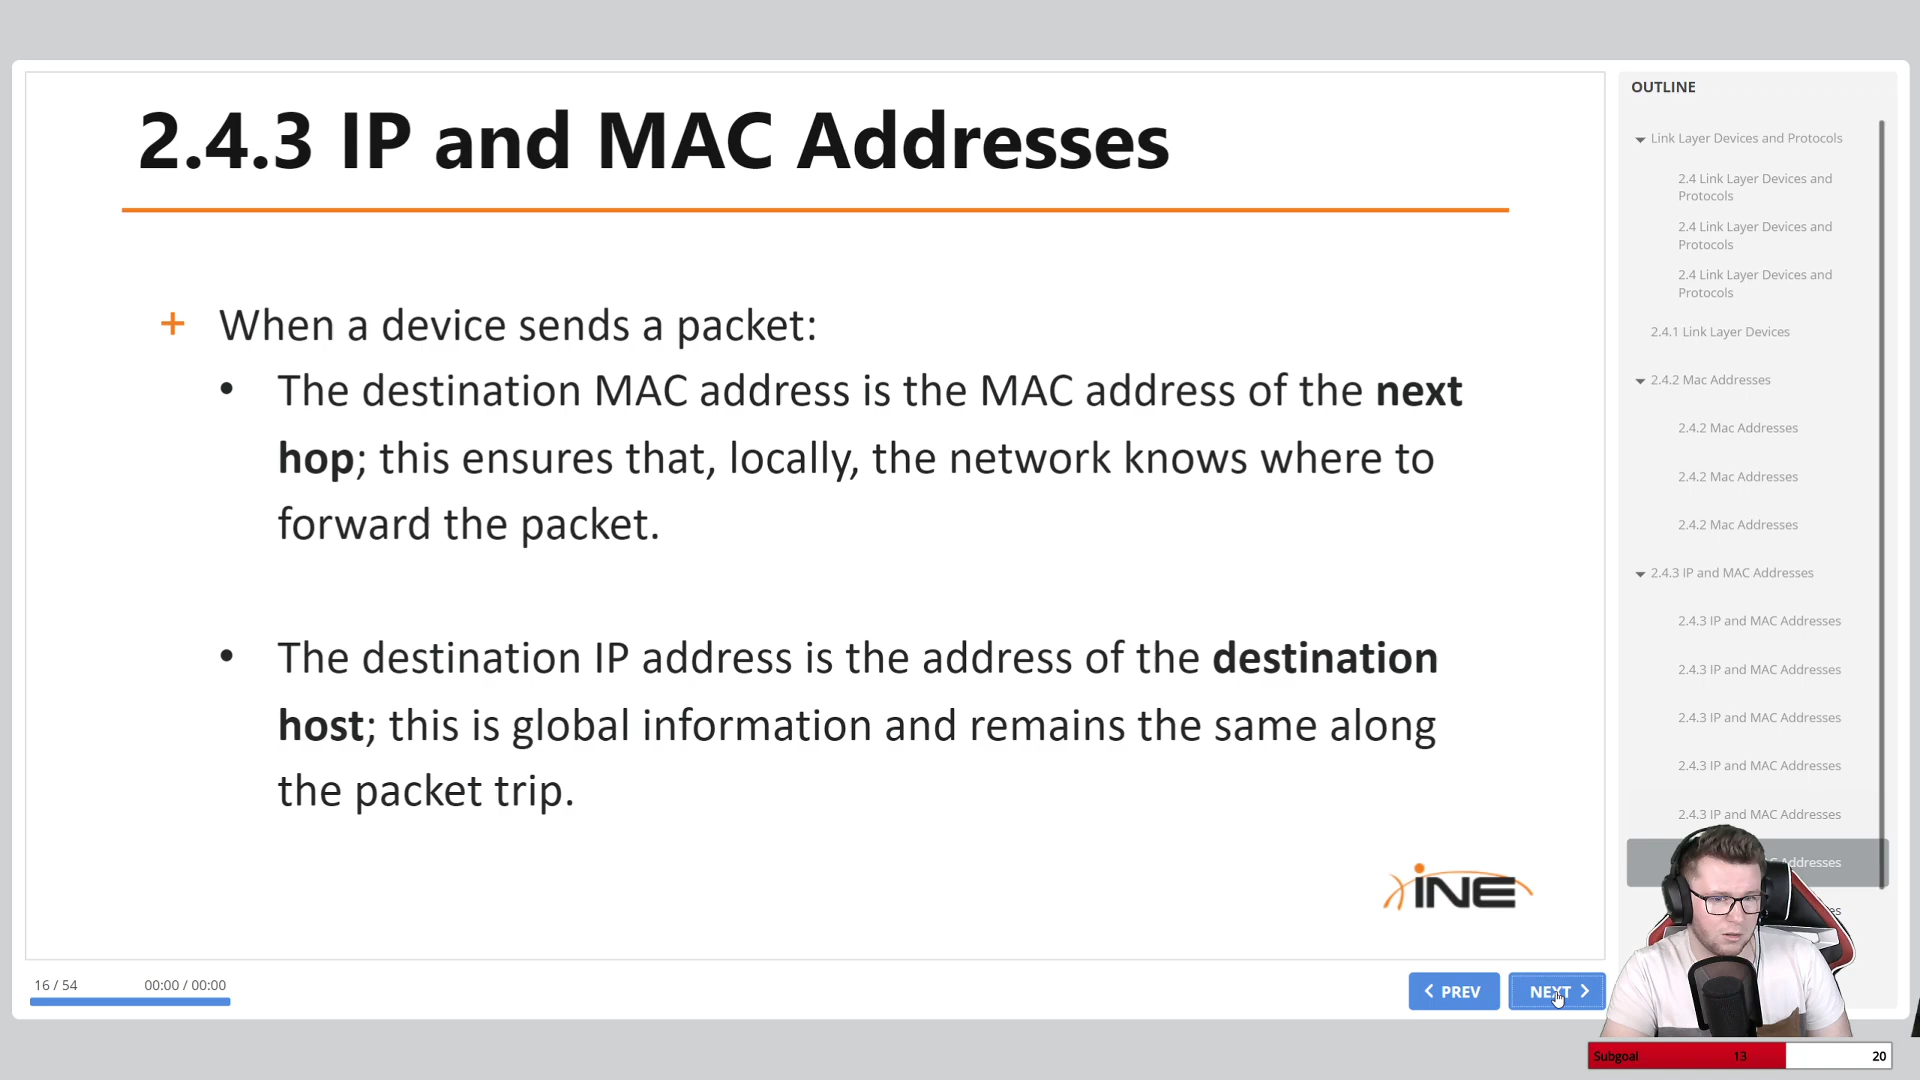 2.4.3 IP and MAC Addresses
+ When a device sends a packet:
• The destination MAC address is the MAC address of the next
hop; this ensures that, locally, the network knows where to
forward the packet.
• The destination IP address is the address of the destination
host; this is global information and remains the same along
the packet trip.
iNE
16 / 54
00:00 / 00:00
PREV
NEXT
OUTLINE
Link Layer Devices and Protocols
2.4 Link Layer Devices and
Protocols
2.4 Link Layer Devices and
Protocols
2.4 Link Layer Devices and
Protocols
2.4.1 Link Layer Devices
2.4.2 Mac Addresses
2.4.2 Mac Addresses
2.4.2 Mac Addresses
2.4.2 Mac Addresses
2.4.3 IP and MAC Addresses
2.4.3 IP and MAC Addresses
2.4.3 IP and MAC Addresses
2.4.3 IP and MAC Addresses
2.4.3 IP and MAC Addresses
2.4.3 IP and MAC Addresses
Addresses
Subgoal 13 20